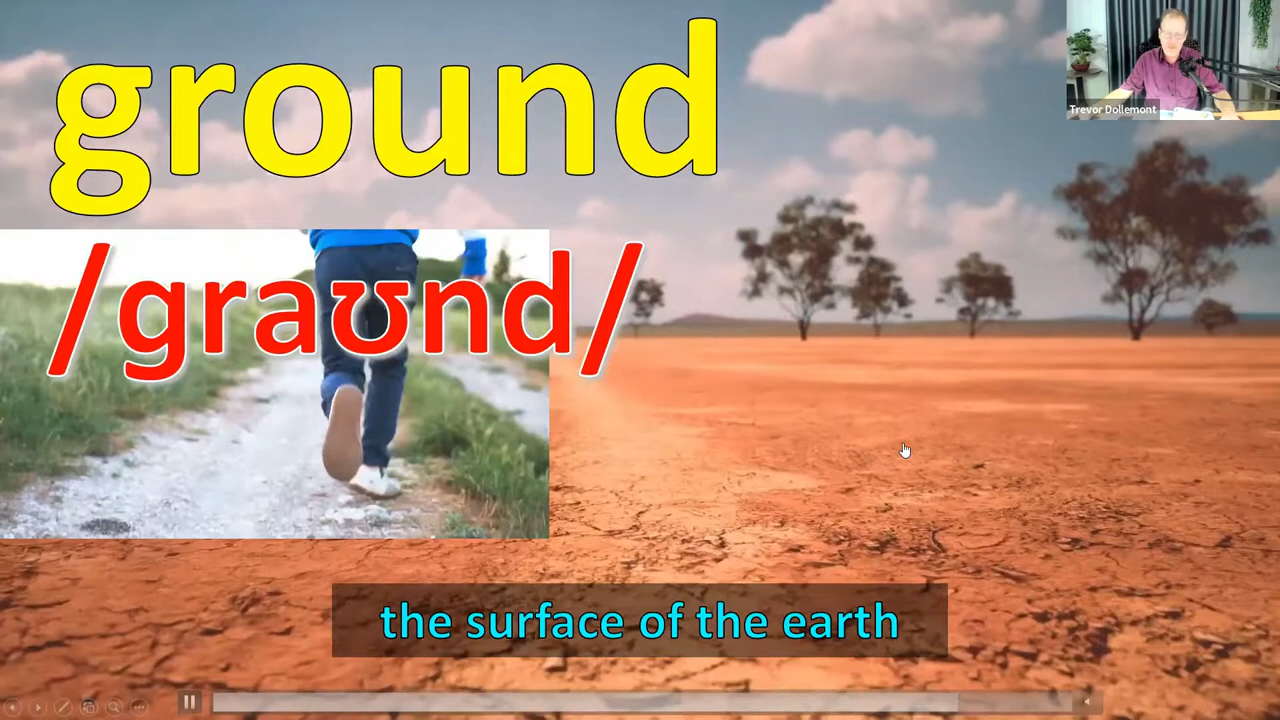 ground
Trevor Dollemont
/graʊnd/
the surface of the earth